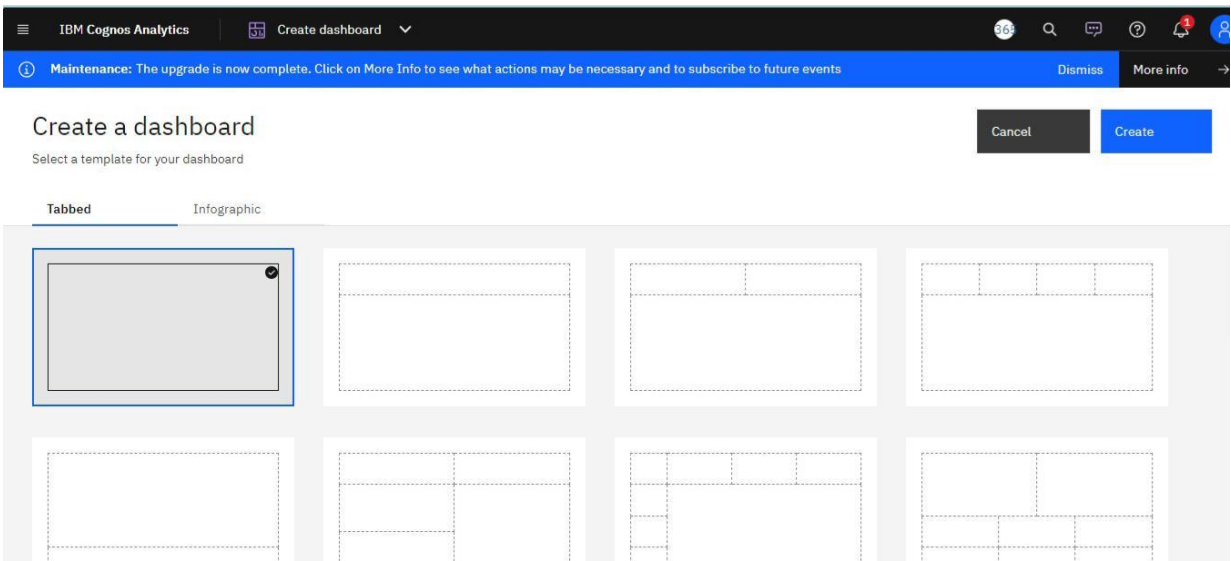 IBM Cognos Analytics
Create dashboard
365
1
Maintenance: The upgrade is now complete. Click on More Info to see what actions may be necessary and to subscribe to future events
Dismiss
More info
Create a dashboard
Cancel
Create
Select a template for your dashboard
Tabbed
Infographic